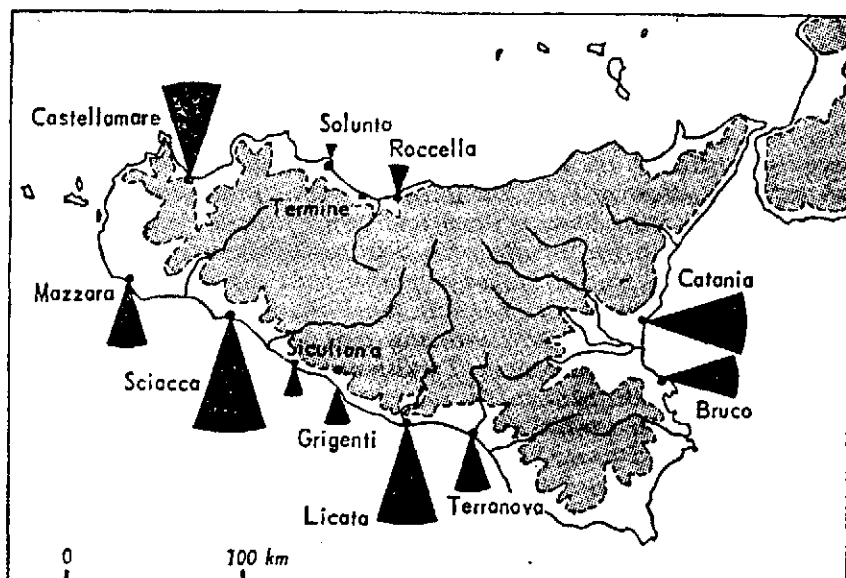 Castellamare
Solunto
Roccella
Termine
Mazzara
Catania
Siculiana
Sciacca
Bruco
Grigenti
Licata
Terranova
0 100 km